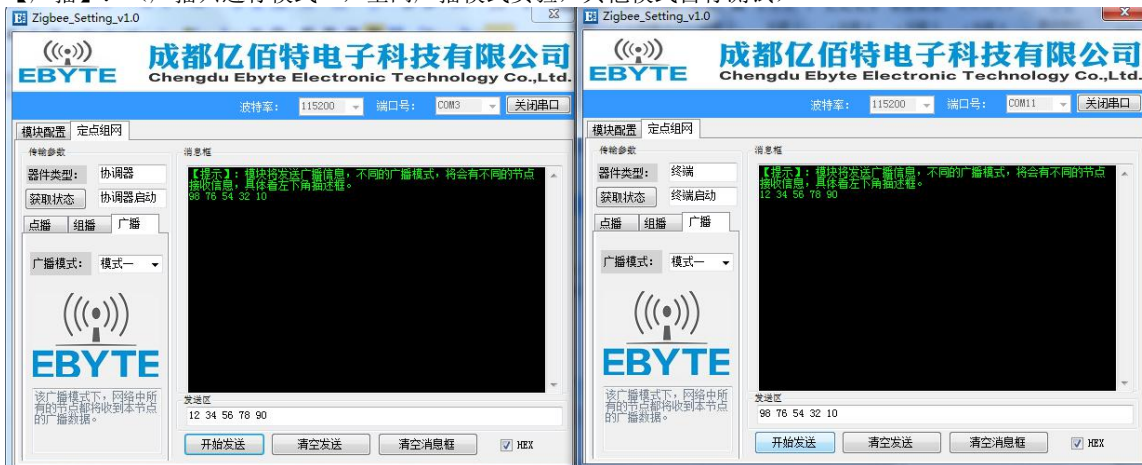 Zigbee_Setting_v1.0
((•))
EBYTE
成都亿佰特电子科技有限公司
Chengdu Ebyte Electronic Technology Co.,Ltd.
波特率: 115200 端口号: COM3 关闭串口
模块配置 定点组网
传输参数
器件类型: 协调器
获取状态 协调器启动
点播 组播 广播
广播模式: 模式一
EBYTE
该广播模式下，网络中所
有的节点都将收到本节点
的广播数据。
消息框
【提示】：模块将发送广播信息，不同的广播模式，将会有不同的节点
接收信息，具体看左下角描述框。
98 76 54 32 10
发送区
12 34 56 78 90
开始发送 清空发送 清空消息框 HEX
Zigbee_Setting_v1.0
EBYTE
成都亿佰特电子科技有限公司
Chengdu Ebyte Electronic Technology Co.,Ltd.
波特率: 115200 端口号: COM11 关闭串口
模块配置 定点组网
传输参数
器件类型: 终端
获取状态 终端启动
点播 组播 广播
广播模式: 模式一
EBYTE
该广播模式下，网络中所
有的节点都将收到本节点
的广播数据。
消息框
【提示】：模块将发送广播信息，不同的广播模式，将会有不同的节点
接收信息，具体看左下角描述框。
12 34 56 78 90
发送区
98 76 54 32 10
开始发送 清空发送 清空消息框 HEX